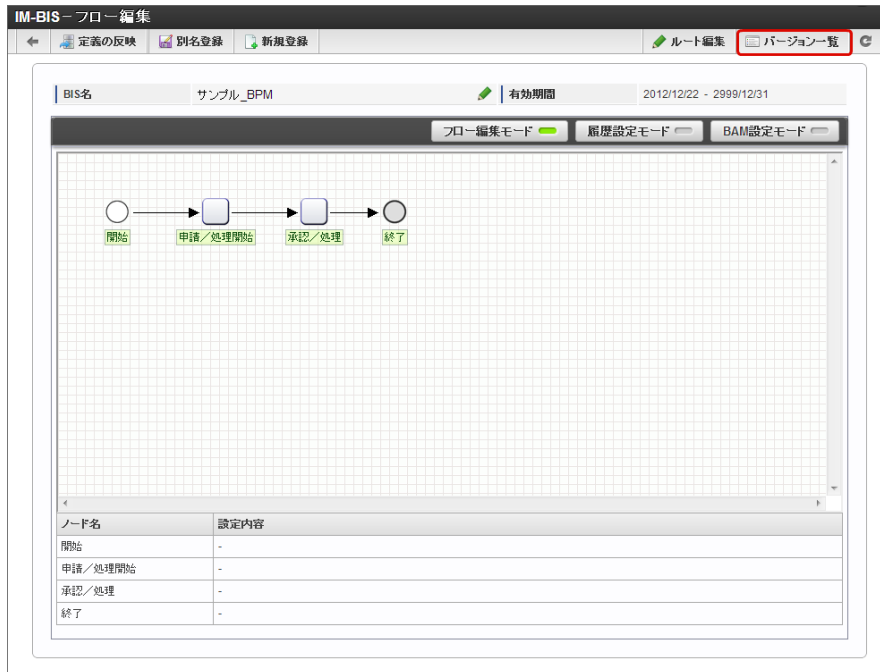 IM-BIS－フロー編集
定義の反映 別名登録 新規登録 ルート編集 バージョン一覧
BIS名 サンプル_BPM 有効期間 2012/12/22 - 2999/12/31
フロー編集モード 履歴設定モード BAM設定モード
開始 申請／処理開始 承認／処理 終了
ノード名 設定内容
開始 -
申請／処理開始 -
承認／処理 -
終了 -